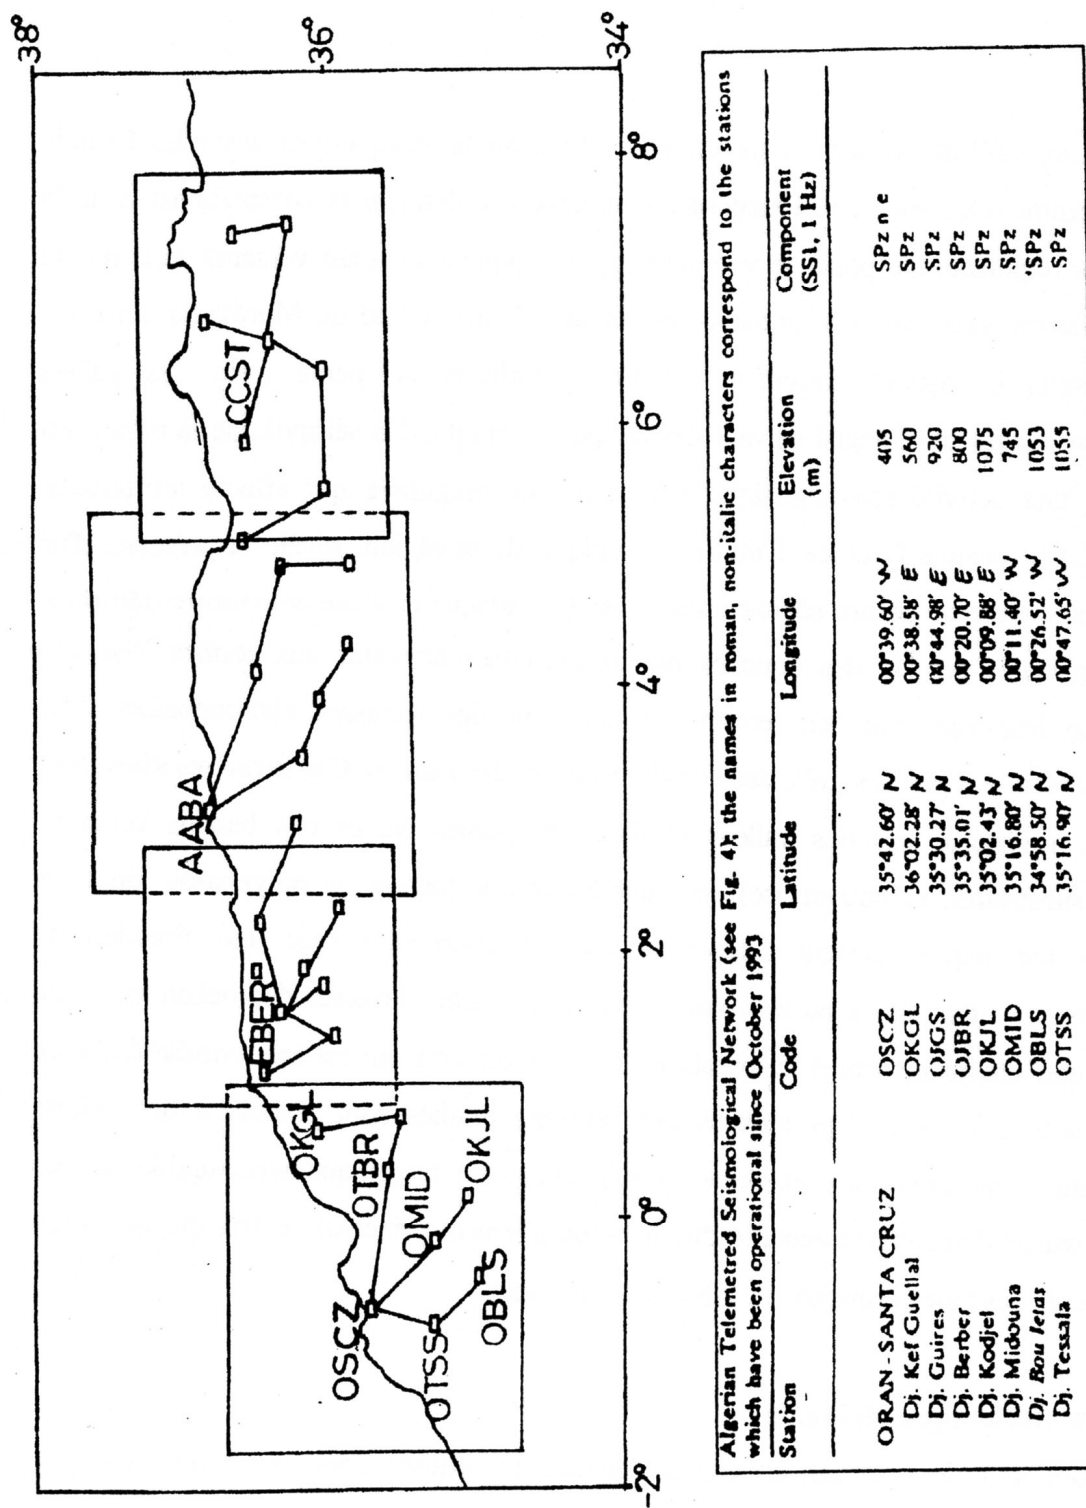 38°
36°
34°
-2°
0°
2°
4°
6°
8°
OSCZ
OTSS
OBLS
OMID
OKJL
OTBR
OKGL
EBER
AABA
CCST
Algerian Telemetred Seismological Network (see Fig. 4); the names in roman, non-italic characters correspond to the stations
which have been operational since October 1993
Station Code Latitude Longitude Elevation (m) Component (SS1, 1 Hz)
ORAN - SANTA CRUZ OSCZ 35°42.60' N 00°39.60' W 405 SPz n e
Dj. Kef Guellal OKGL 36°02.28' N 00°38.58' E 560 SPz
Dj. Guires OJGS 35°30.27' N 00°44.98' E 920 SPz
Dj. Berber OJBR 35°35.01' N 00°20.70' E 800 SPz
Dj. Kodjel OKJL 35°02.43' N 00°09.88' E 1075 SPz
Dj. Midouna OMID 35°16.80' N 00°11.40' W 745 SPz
Dj. Bou Ietas OBLS 34°58.50' N 00°26.52' W 1053 'SPz
Dj. Tessala OTSS 35°16.90' N 00°47.65' W 1055 SPz